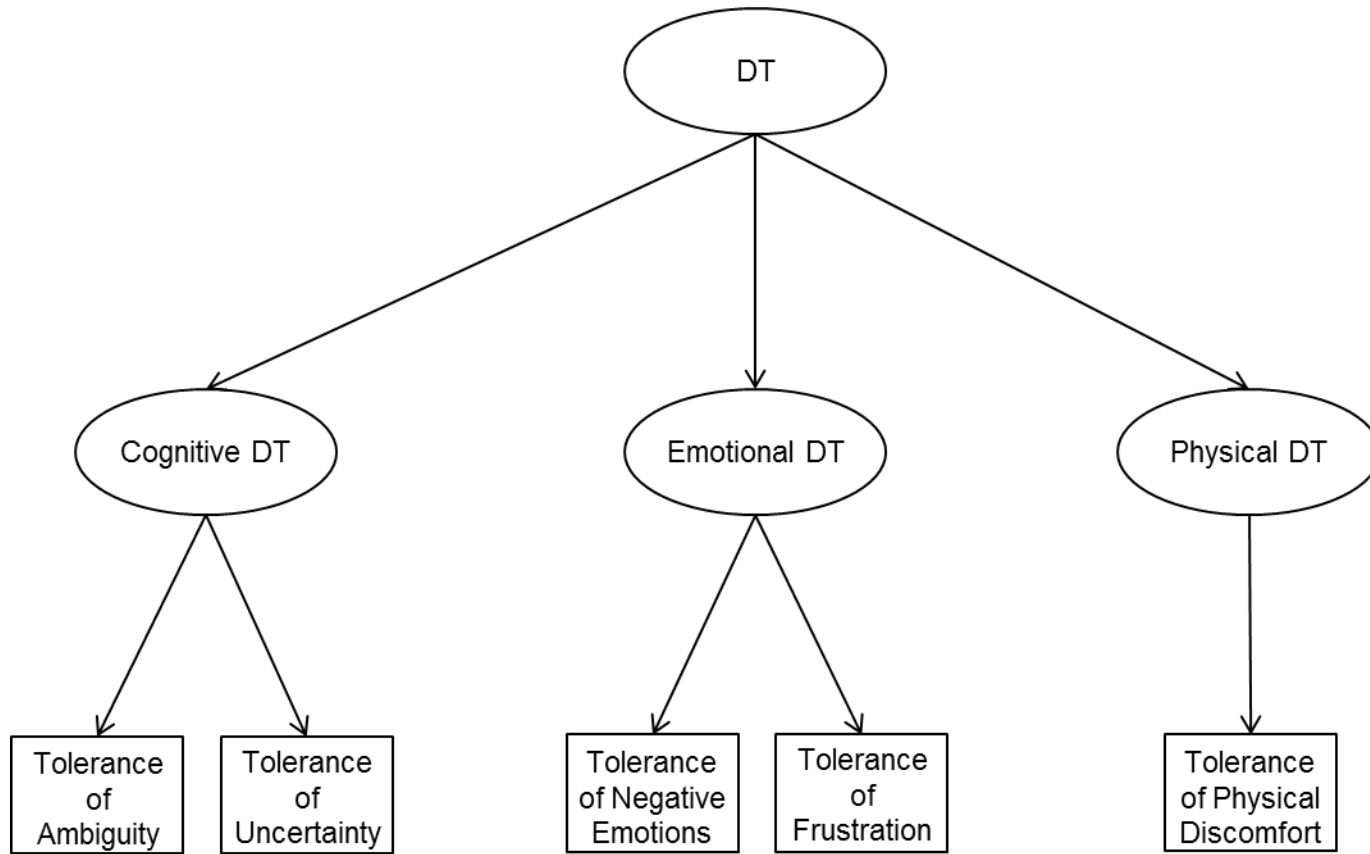 DT
Cognitive DT
Emotional DT
Physical DT
Tolerance
of
Ambiguity
Tolerance
of
Uncertainty
Tolerance
of Negative
Emotions
Tolerance
of
Frustration
Tolerance
of Physical
Discomfort